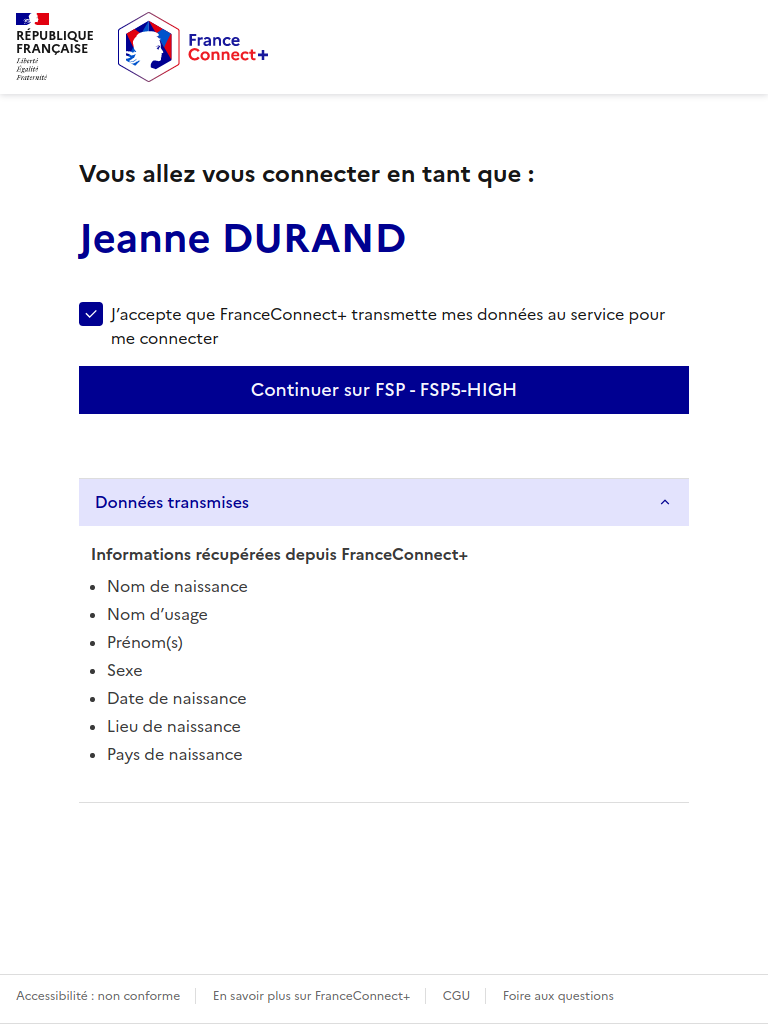 RÉPUBLIQUE
FRANÇAISE
Liberté
Égalité
Fraternité
France
Connect+
Vous allez vous connecter en tant que :
Jeanne DURAND
J’accepte que FranceConnect+ transmette mes données au service pour
me connecter
Continuer sur FSP - FSP5-HIGH
Données transmises
Informations récupérées depuis FranceConnect+
• Nom de naissance
• Nom d’usage
• Prénom(s)
• Sexe
• Date de naissance
• Lieu de naissance
• Pays de naissance
Accessibilité : non conforme
En savoir plus sur FranceConnect+
CGU
Foire aux questions